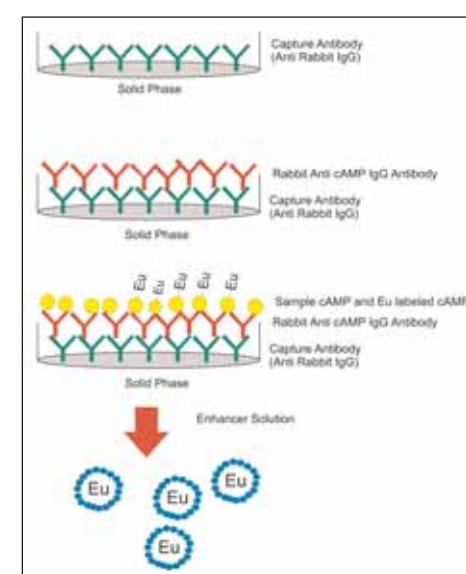 Capture Antibody
(Anti Rabbit IgG)
Solid Phase
Rabbit Anti cAMP IgG Antibody
Capture Antibody
(Anti Rabbit IgG)
Solid Phase
Eu Eu Eu Eu Eu
Sample cAMP and Eu labeled cAMP
Rabbit Anti cAMP IgG Antibody
Capture Antibody
(Anti Rabbit IgG)
Solid Phase
Enhancer Solution
Eu Eu Eu
Eu